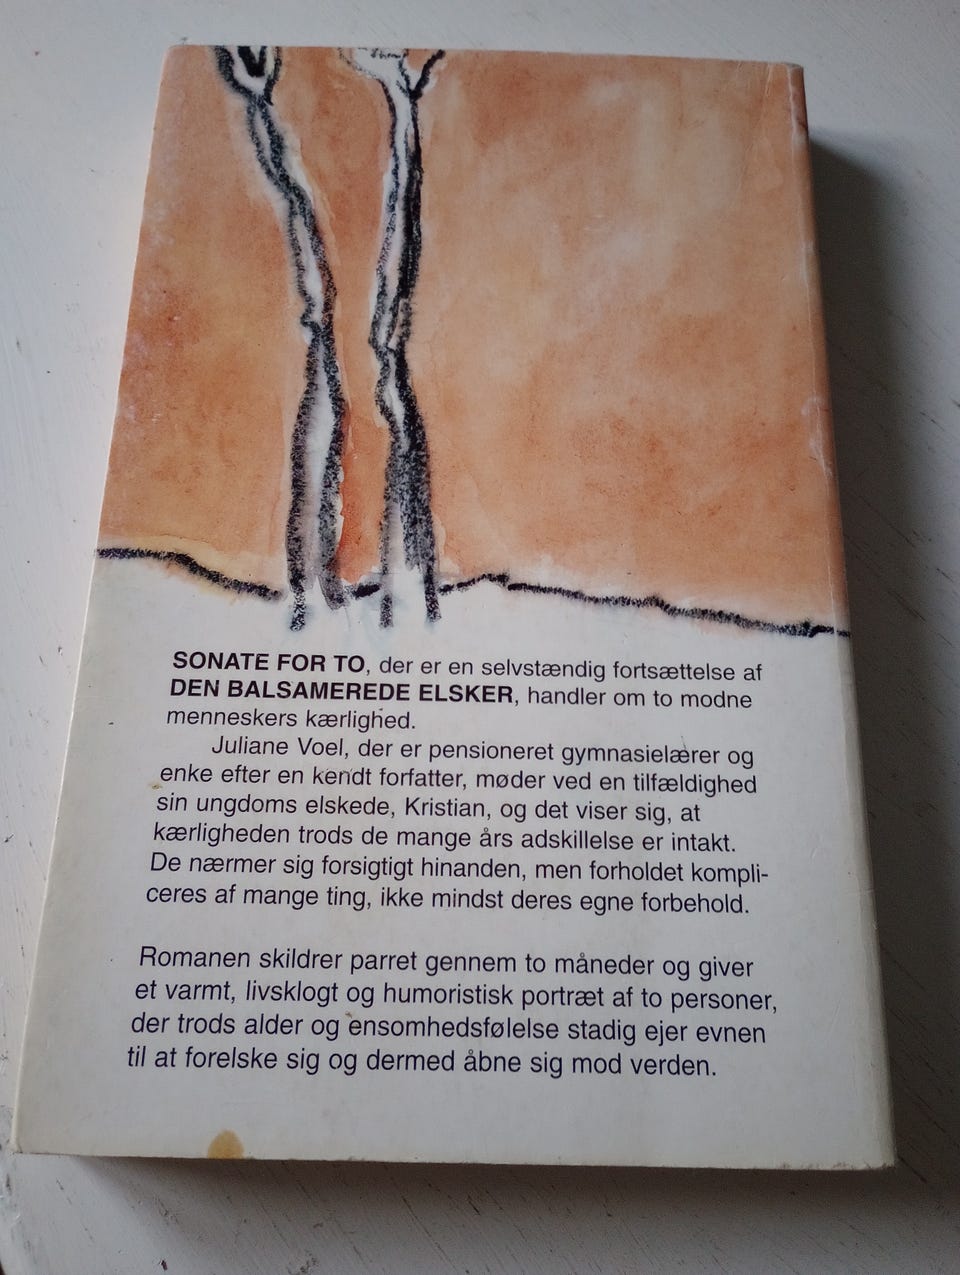 SONATE FOR TO, der er en selvstændig fortsættelse af
DEN BALSAMEREDE ELSKER, handler om to modne
menneskers kærlighed.
Juliane Voel, der er pensioneret gymnasielærer og
enke efter en kendt forfatter, møder ved en tilfældighed
sin ungdoms elskede, Kristian, og det viser sig, at
kærligheden trods de mange års adskillelse er intakt.
De nærmer sig forsigtigt hinanden, men forholdet kompli-
ceres af mange ting, ikke mindst deres egne forbehold.
Romanen skildrer parret gennem to måneder og giver
et varmt, livsklogt og humoristisk portræt af to personer,
der trods alder og ensomhedsfølelse stadig ejer evnen
til at forelske sig og dermed åbne sig mod verden.